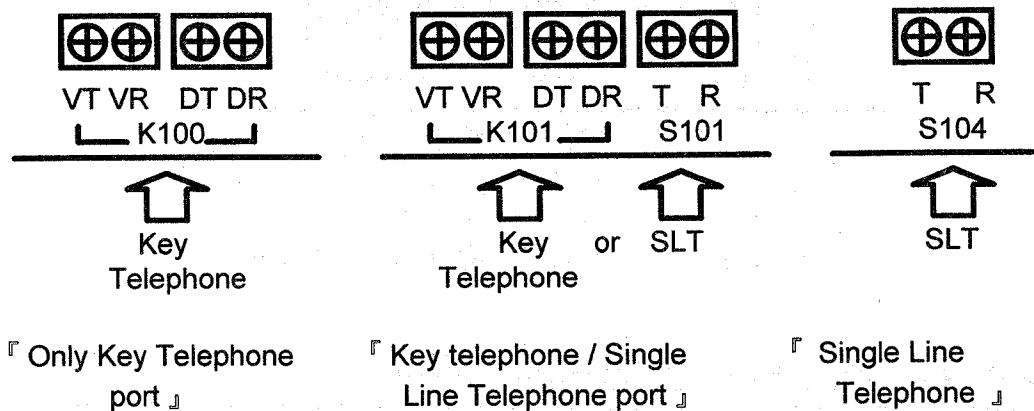 VT VR DT DR
K100
Key
Telephone
『 Only Key Telephone
port 』
VT VR DT DR T R
K101 S101
Key or SLT
Telephone
『 Key telephone / Single
Line Telephone port 』
T R
S104
SLT
『 Single Line
Telephone 』